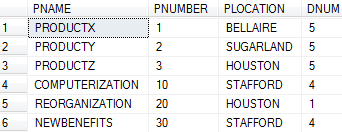 PNAME PNUMBER PLOCATION DNUM
1 PRODUCTX 1 BELLAIRE 5
2 PRODUCTY 2 SUGARLAND 5
3 PRODUCTZ 3 HOUSTON 5
4 COMPUTERIZATION 10 STAFFORD 4
5 REORGANIZATION 20 HOUSTON 1
6 NEWBENEFITS 30 STAFFORD 4